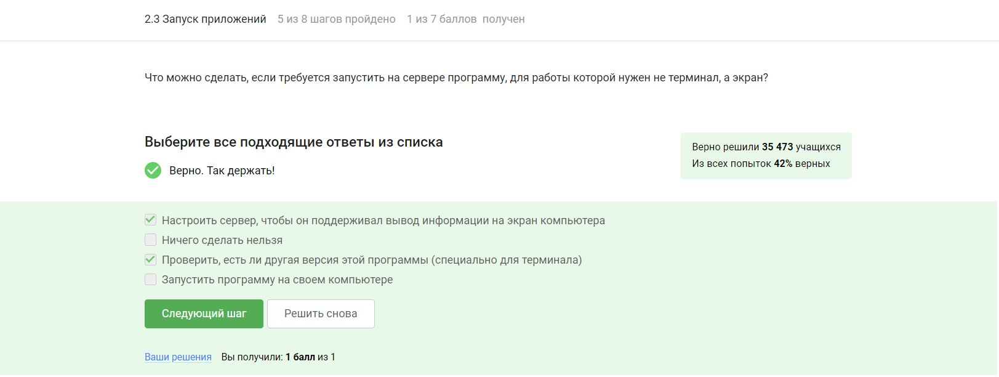 2.3 Запуск приложений 5 из 8 шагов пройдено 1 из 7 баллов получен
Что можно сделать, если требуется запустить на сервере программу, для работы которой нужен не терминал, а экран?
Выберите все подходящие ответы из списка
Верно. Так держать!
Верно решили 35 473 учащихся
Из всех попыток 42% верных
Настроить сервер, чтобы он поддерживал вывод информации на экран компьютера
Ничего сделать нельзя
Проверить, есть ли другая версия этой программы (специально для терминала)
Запустить программу на своем компьютере
Следующий шаг Решить снова
Ваши решения Вы получили: 1 балл из 1